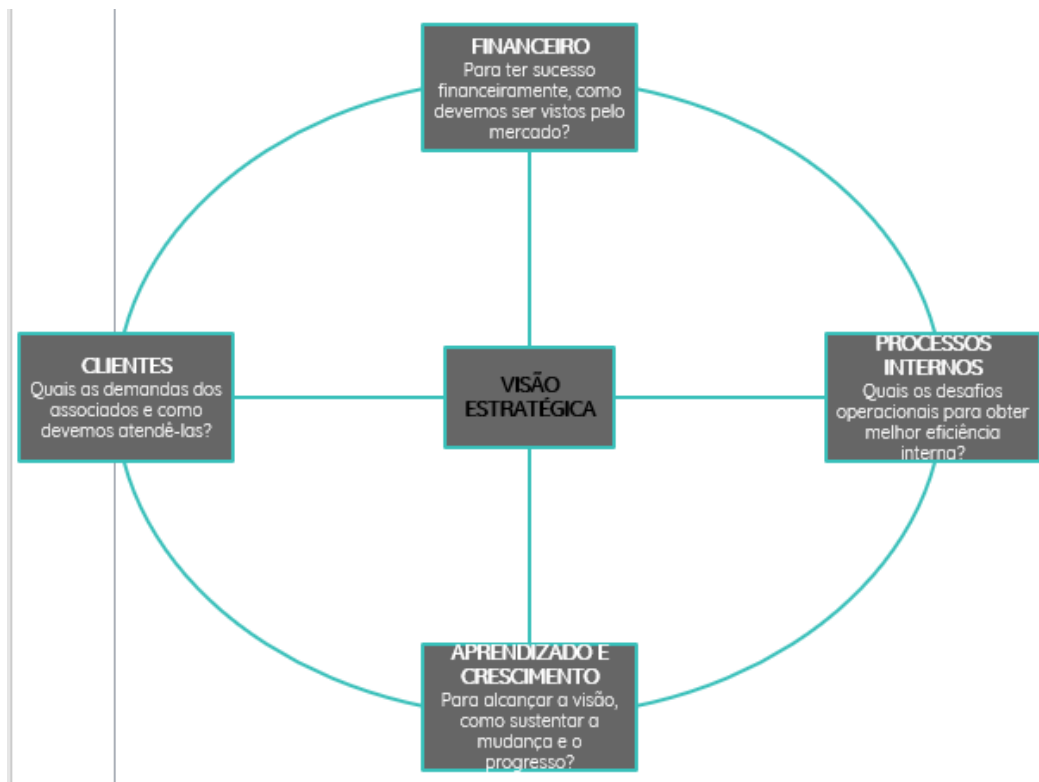 FINANCEIRO
Para ter sucesso
financeiramente, como
devemos ser vistos pelo
mercado?
CLIENTES
Quais as demandas dos
associados e como
devemos atendê-las?
VISÃO
ESTRATÉGICA
PROCESSOS
INTERNOS
Quais os desafios
operacionais para obter
melhor eficiência
interna?
APRENDIZADO E
CRESCIMENTO
Para alcançar a visão,
como sustentar a
mudança e o
progresso?